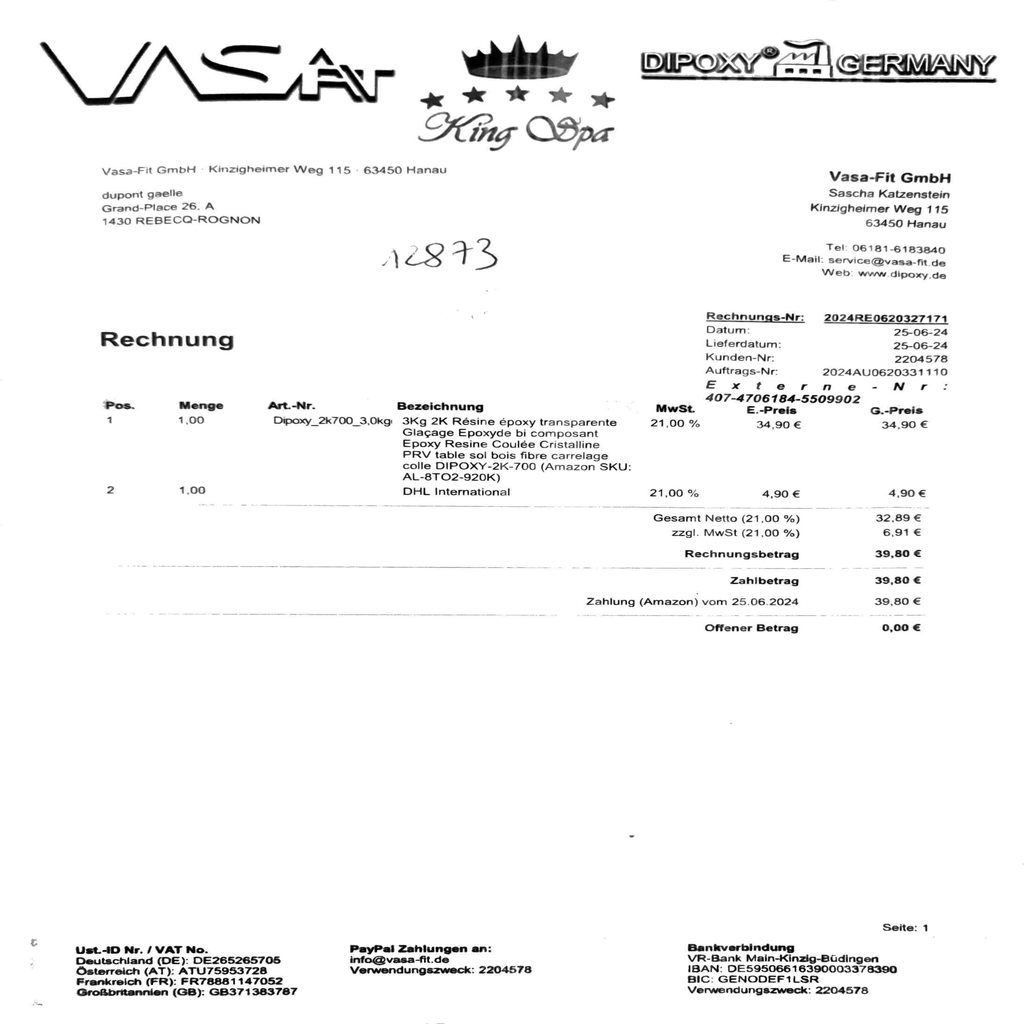 VASA FIT
King Spa
DIPOXY® GERMANY
Vasa-Fit GmbH · Kinzigheimer Weg 115 · 63450 Hanau
dupont gaelle
Grand-Place 26. A
1430 REBECQ-ROGNON
12873
Vasa-Fit GmbH
Sascha Katzenstein
Kinzigheimer Weg 115
63450 Hanau
Tel: 06181-6183840
E-Mail: service@vasa-fit.de
Web: www.dipoxy.de
Rechnung
Rechnungs-Nr: 2024RE0620327171
Datum: 25-06-24
Lieferdatum: 25-06-24
Kunden-Nr: 2204578
Auftrags-Nr: 2024AU0620331110
Externe-Nr:
407-4706184-5509902
Pos. Menge Art.-Nr. Bezeichnung MwSt. E.-Preis G.-Preis
1 1,00 Dipoxy_2k700_3,0kg 3Kg 2K Résine époxy transparente 21,00 % 34,90 € 34,90 €
Glaçage Epoxyde bi composant
Epoxy Resine Coulée Cristalline
PRV table sol bois fibre carrelage
colle DIPOXY-2K-700 (Amazon SKU:
AL-8TO2-920K)
2 1,00 DHL International 21,00 % 4,90 € 4,90 €
Gesamt Netto (21,00 %) 32,89 €
zzgl. MwSt (21,00 %) 6,91 €
Rechnungsbetrag 39,80 €
Zahlbetrag 39,80 €
Zahlung (Amazon) vom 25.06.2024 39,80 €
Offener Betrag 0,00 €
Seite: 1
Ust.-ID Nr. / VAT No.
Deutschland (DE): DE265265705
Österreich (AT): ATU75953728
Frankreich (FR): FR78881147052
Großbritannien (GB): GB371383787
PayPal Zahlungen an:
info@vasa-fit.de
Verwendungszweck: 2204578
Bankverbindung
VR-Bank Main-Kinzig-Büdingen
IBAN: DE59506616390003378390
BIC: GENODEF1LSR
Verwendungszweck: 2204578